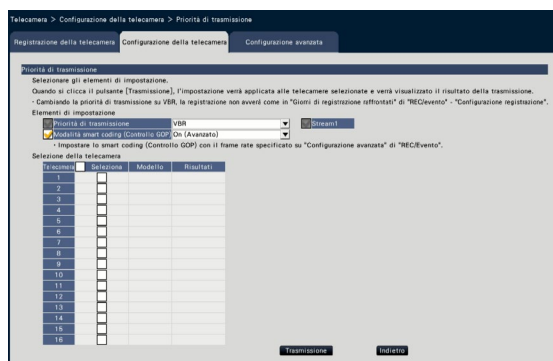 Telecamera > Configurazione della telecamera > Priorità di trasmissione
Registrazione della telecamera Configurazione della telecamera Configurazione avanzata
Priorità di trasmissione
Selezionare gli elementi di impostazione.
Quando si clicca il pulsante [Trasmissione], l'impostazione verrà applicata alle telecamere selezionate e verrà visualizzato il risultato della trasmissione.
・Cambiando la priorità di trasmissione su VBR, la registrazione non avverrà come in "Giorni di registrazione raffrontati" di "REC/evento" - "Configurazione registrazione".
Elementi di impostazione
Priorità di trasmissione VBR Stream1
Modalità smart coding (Controllo GOP) On (Avanzato)
・Impostare lo smart coding (Controllo GOP) con il frame rate specificato su "Configurazione avanzata" di "REC/Evento".
Selezione della telecamera
Telecamera Seleziona Modello Risultati
1
2
3
4
5
6
7
8
9
10
11
12
13
14
15
16
Trasmissione Indietro